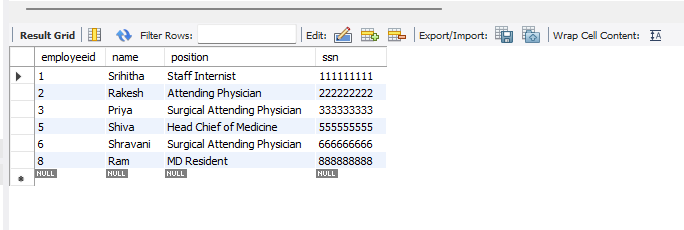 Result Grid Filter Rows: Edit: Export/Import: Wrap Cell Content: IA
employeeid name position ssn
1 Srihitha Staff Internist 111111111
2 Rakesh Attending Physician 222222222
3 Priya Surgical Attending Physician 333333333
5 Shiva Head Chief of Medicine 555555555
6 Shravani Surgical Attending Physician 666666666
8 Ram MD Resident 888888888
NULL NULL NULL NULL